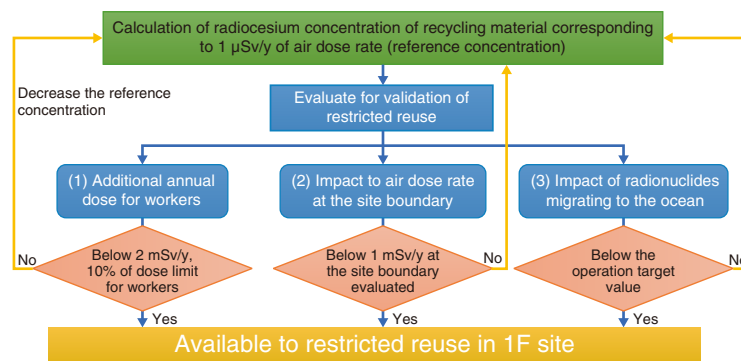 Calculation of radiocesium concentration of recycling material corresponding
to 1 μSv/y of air dose rate (reference concentration)
Decrease the reference
concentration
Evaluate for validation of
restricted reuse
(1) Additional annual
dose for workers
(2) Impact to air dose rate
at the site boundary
(3) Impact of radionuclides
migrating to the ocean
No
Below 2 mSv/y,
10% of dose limit
for workers
Below 1 mSv/y at
the site boundary
evaluated
No
Below the
operation target
value
No
Yes
Yes
Yes
Available to restricted reuse in 1F site